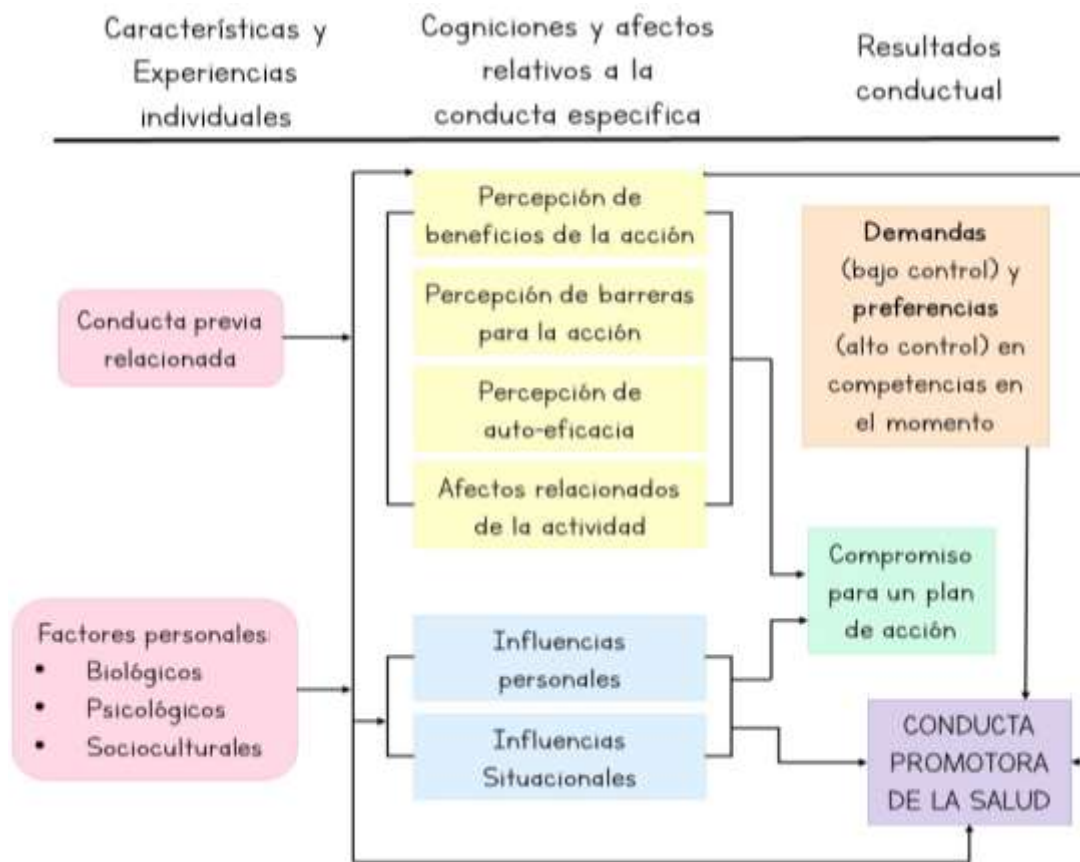 Características y
Experiencias
individuales
Cogniciones y afectos
relativos a la
conducta especifica
Resultados
conductual
Percepción de
beneficios de la acción
Percepción de barreras
para la acción
Percepción de
auto-eficacia
Afectos relacionados
de la actividad
Conducta previa
relacionada
Demandas
(bajo control) y
preferencias
(alto control) en
competencias en
el momento
Compromiso
para un plan
de acción
Factores personales:
• Biológicos
• Psicológicos
• Socioculturales
Influencias
personales
Influencias
Situacionales
CONDUCTA
PROMOTORA
DE LA SALUD